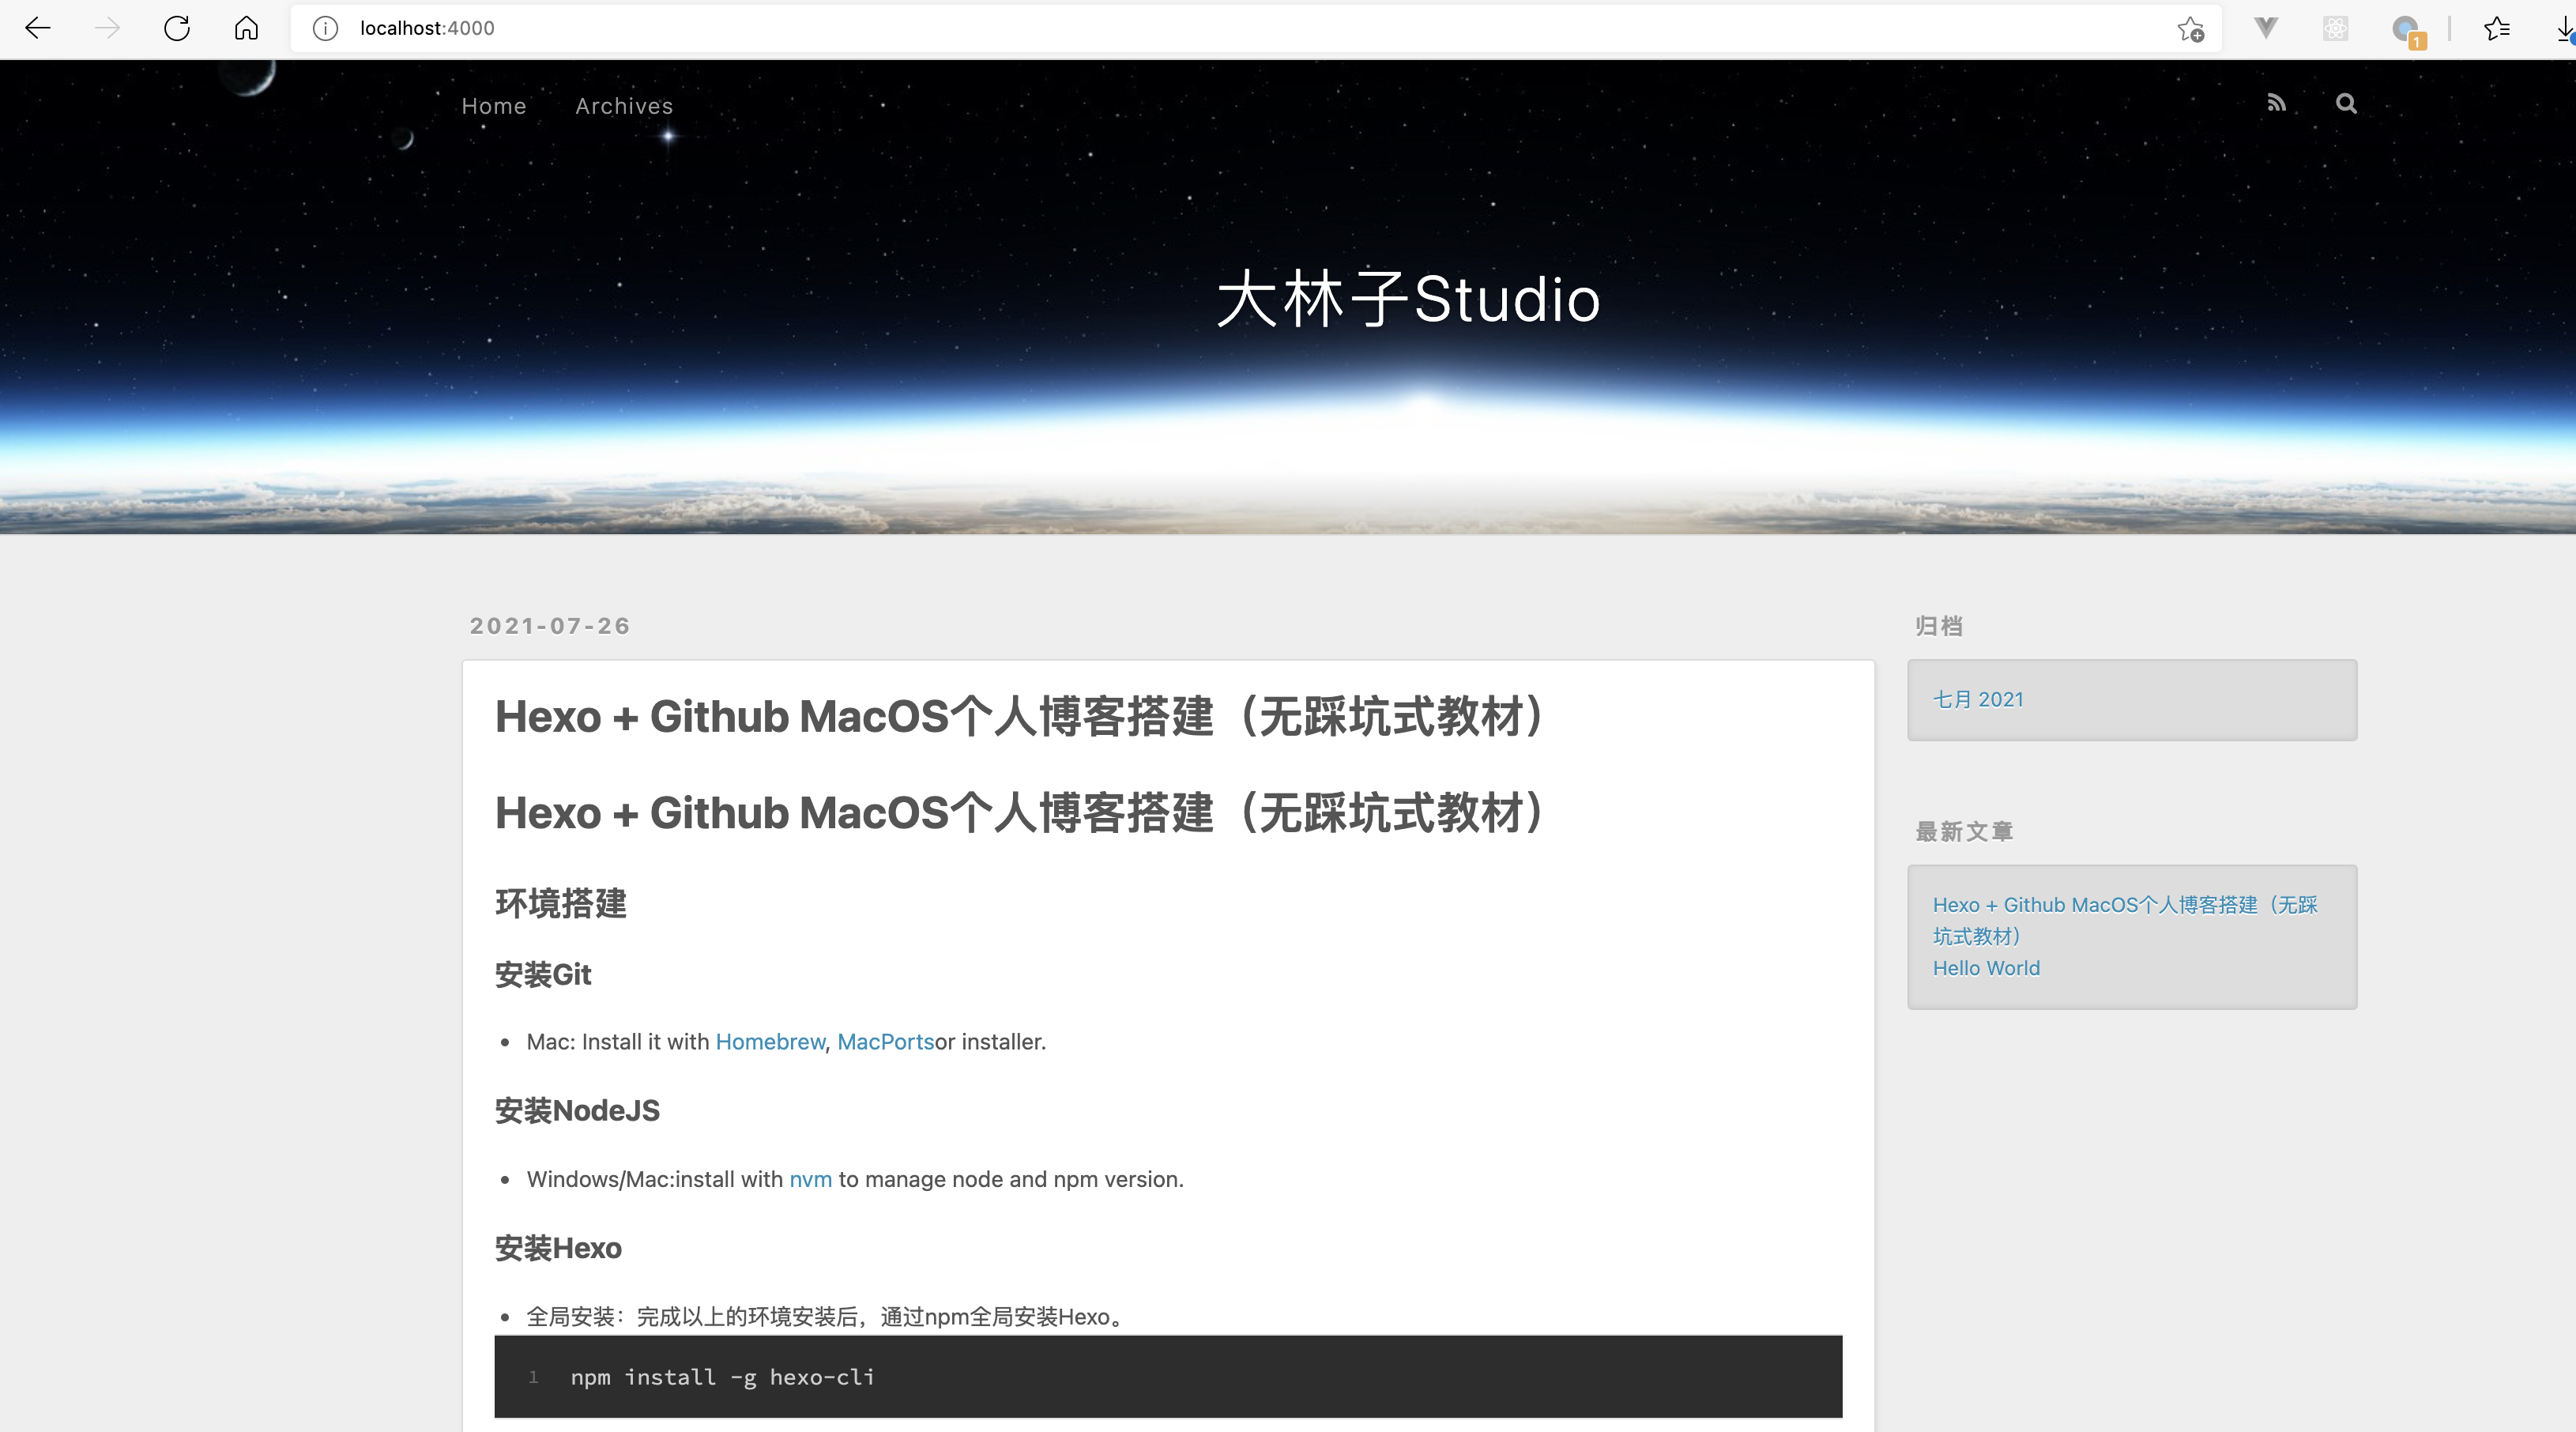 localhost:4000
1
Home Archives
大林子Studio
2021-07-26
Hexo + Github MacOS个人博客搭建（无踩坑式教材）
Hexo + Github MacOS个人博客搭建（无踩坑式教材）
环境搭建
安装Git
• Mac: Install it with Homebrew, MacPortsor installer.
安装NodeJS
• Windows/Mac:install with nvm to manage node and npm version.
安装Hexo
• 全局安装：完成以上的环境安装后，通过npm全局安装Hexo。
1 npm install -g hexo-cli
归档
七月 2021
最新文章
Hexo + Github MacOS个人博客搭建（无踩
坑式教材）
Hello World